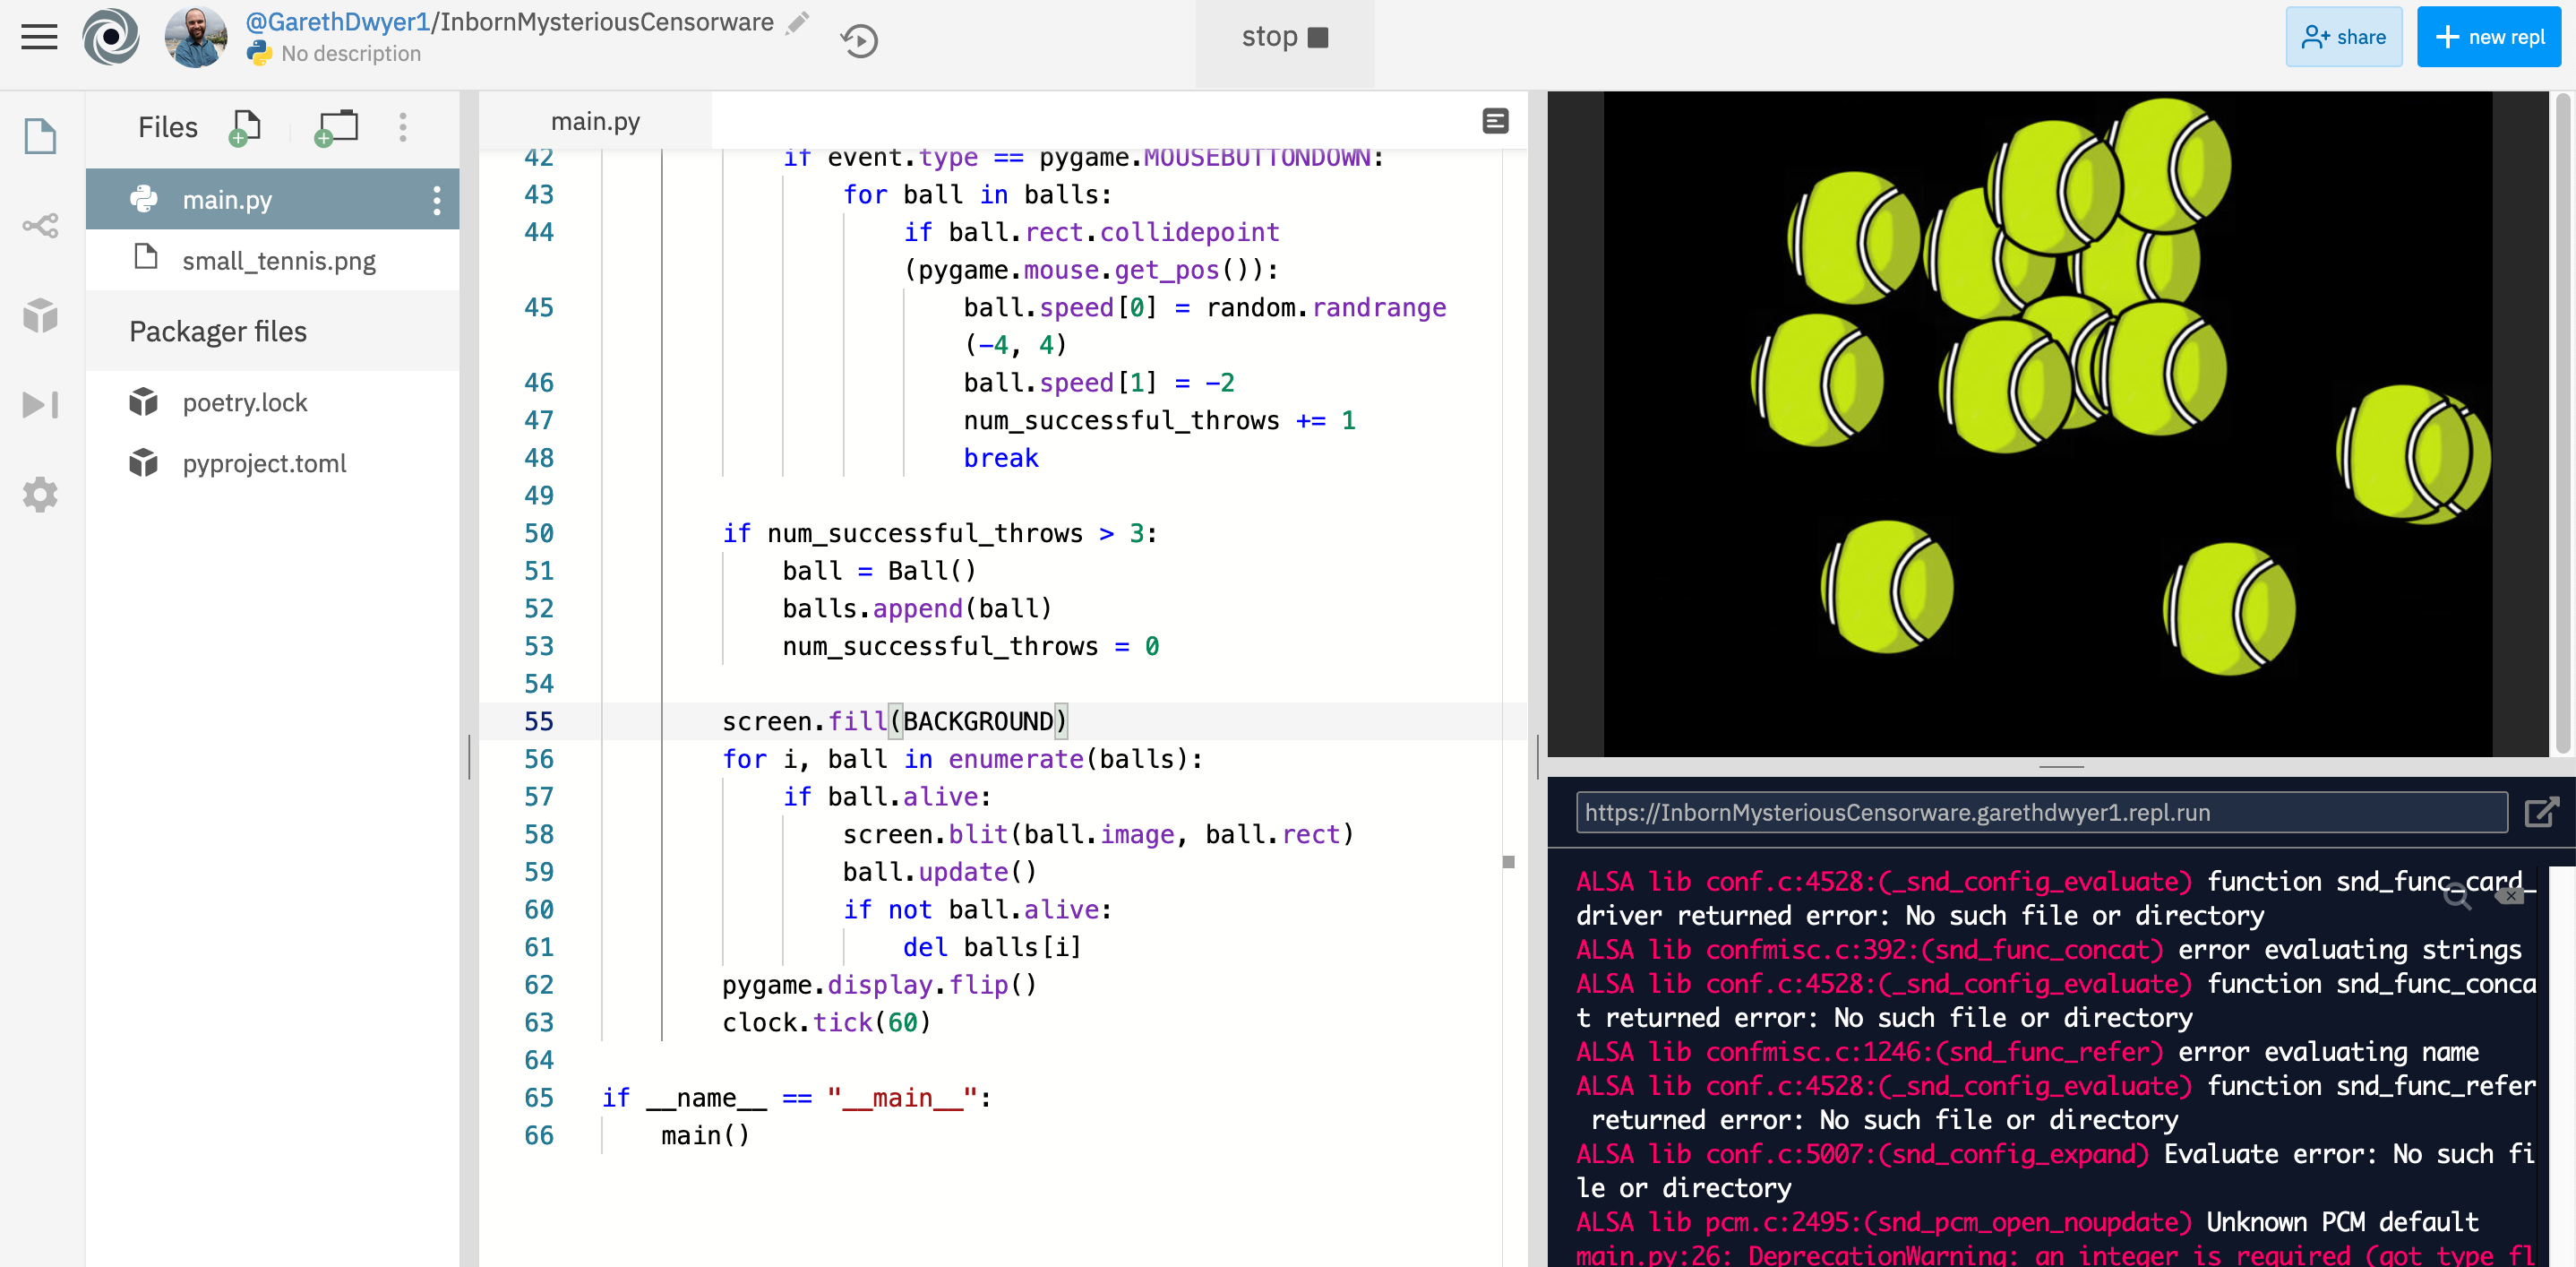 @GarethDwyer1/InbornMysteriousCensorware
No description
stop
share
new repl
Files
main.py
small_tennis.png
Packager files
poetry.lock
pyproject.toml
main.py
42 if event.type == pygame.MOUSEBUTTONDOWN:
43 for ball in balls:
44 if ball.rect.collidepoint
(pygame.mouse.get_pos()):
45 ball.speed[0] = random.randrange
(-4, 4)
46 ball.speed[1] = -2
47 num_successful_throws += 1
48 break
49
50 if num_successful_throws > 3:
51 ball = Ball()
52 balls.append(ball)
53 num_successful_throws = 0
54
55 screen.fill(BACKGROUND)
56 for i, ball in enumerate(balls):
57 if ball.alive:
58 screen.blit(ball.image, ball.rect)
59 ball.update()
60 if not ball.alive:
61 del balls[i]
62 pygame.display.flip()
63 clock.tick(60)
64
65 if __name__ == "__main__":
66 main()
https://InbornMysteriousCensorware.garethdwyer1.repl.run
ALSA lib conf.c:4528:(_snd_config_evaluate) function snd_func_card_
driver returned error: No such file or directory
ALSA lib confmisc.c:392:(snd_func_concat) error evaluating strings
ALSA lib conf.c:4528:(_snd_config_evaluate) function snd_func_conca
t returned error: No such file or directory
ALSA lib confmisc.c:1246:(snd_func_refer) error evaluating name
ALSA lib conf.c:4528:(_snd_config_evaluate) function snd_func_refer
returned error: No such file or directory
ALSA lib conf.c:5007:(snd_config_expand) Evaluate error: No such fi
le or directory
ALSA lib pcm.c:2495:(snd_pcm_open_noupdate) Unknown PCM default
main.py:26: DeprecationWarning: an integer is required (got type fl